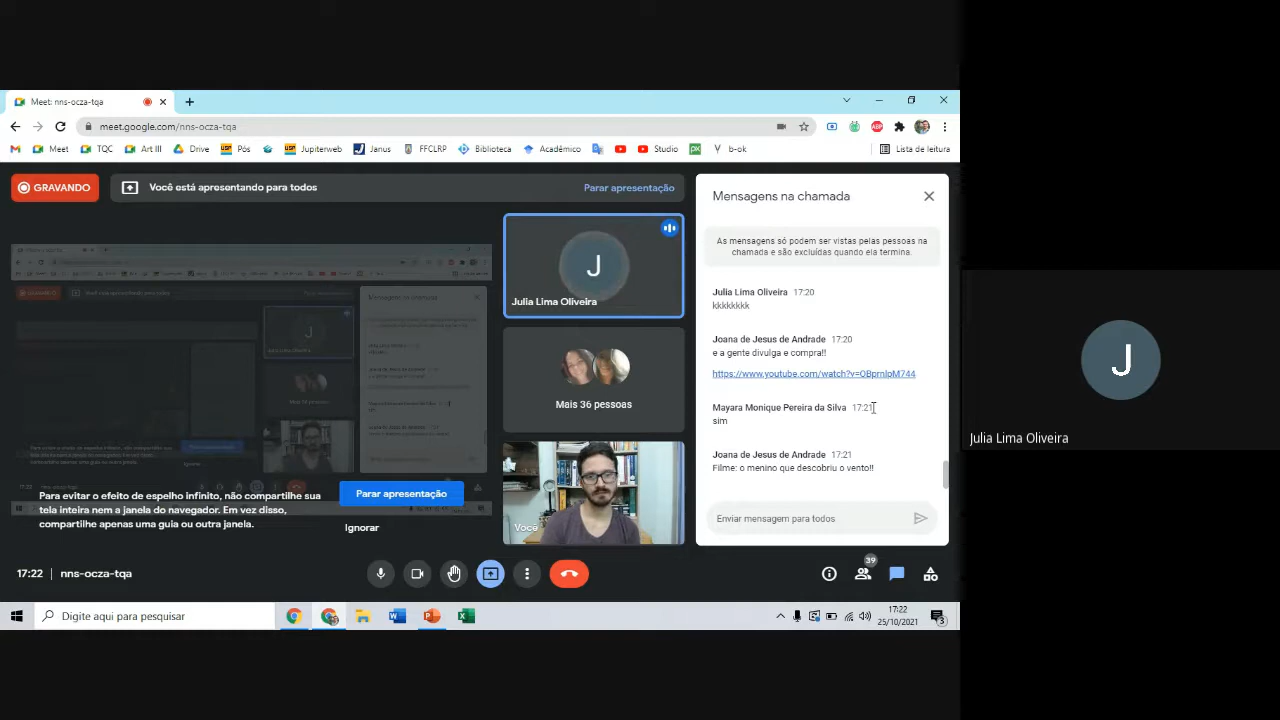 Meet: nns-ocza-tqa
meet.google.com/nns-ocza-tqa
Meet TQC Art III Drive Pós Jupiterweb Janus FFCLRP Biblioteca Acadêmico Studio b-ok Lista de leitura
GRAVANDO
Você está apresentando para todos
Parar apresentação
Mensagens na chamada
As mensagens só podem ser vistas pelas pessoas na
chamada e são excluídas quando ela termina.
Julia Lima Oliveira 17:20
kkkkkkkk
Joana de Jesus de Andrade 17:20
e a gente divulga e compra!!
https://www.youtube.com/watch?v=OBprnlpM744
Mayara Monique Pereira da Silva 17:21
sim
Joana de Jesus de Andrade 17:21
Filme: o menino que descobriu o vento!!
Enviar mensagem para todos
J
Julia Lima Oliveira
Mais 36 pessoas
Você
Para evitar o efeito de espelho infinito, não compartilhe sua
tela inteira nem a janela do navegador. Em vez disso,
compartilhe apenas uma guia ou outra janela.
Parar apresentação
Ignorar
17:22 | nns-ocza-tqa
39
Digite aqui para pesquisar
17:22
25/10/2021
3
J
Julia Lima Oliveira